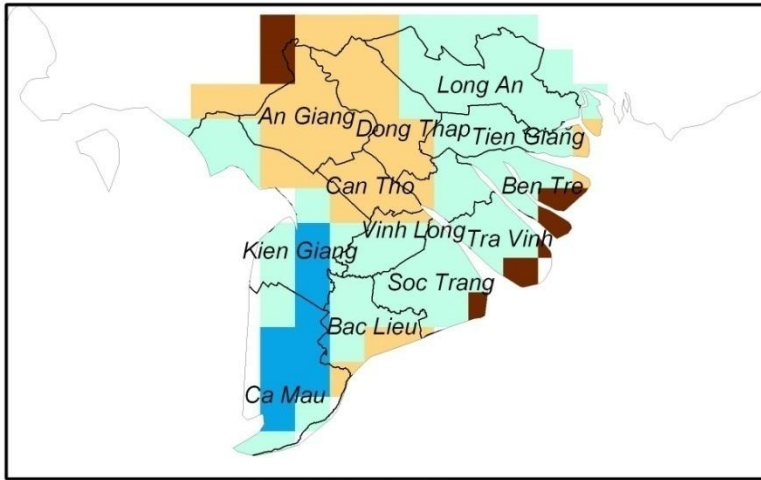 Long An
An Giang
Dong Thap
Tien Giang
Can Tho
Ben Tre
Vinh Long
Tra Vinh
Kien Giang
Soc Trang
Bac Lieu
Ca Mau